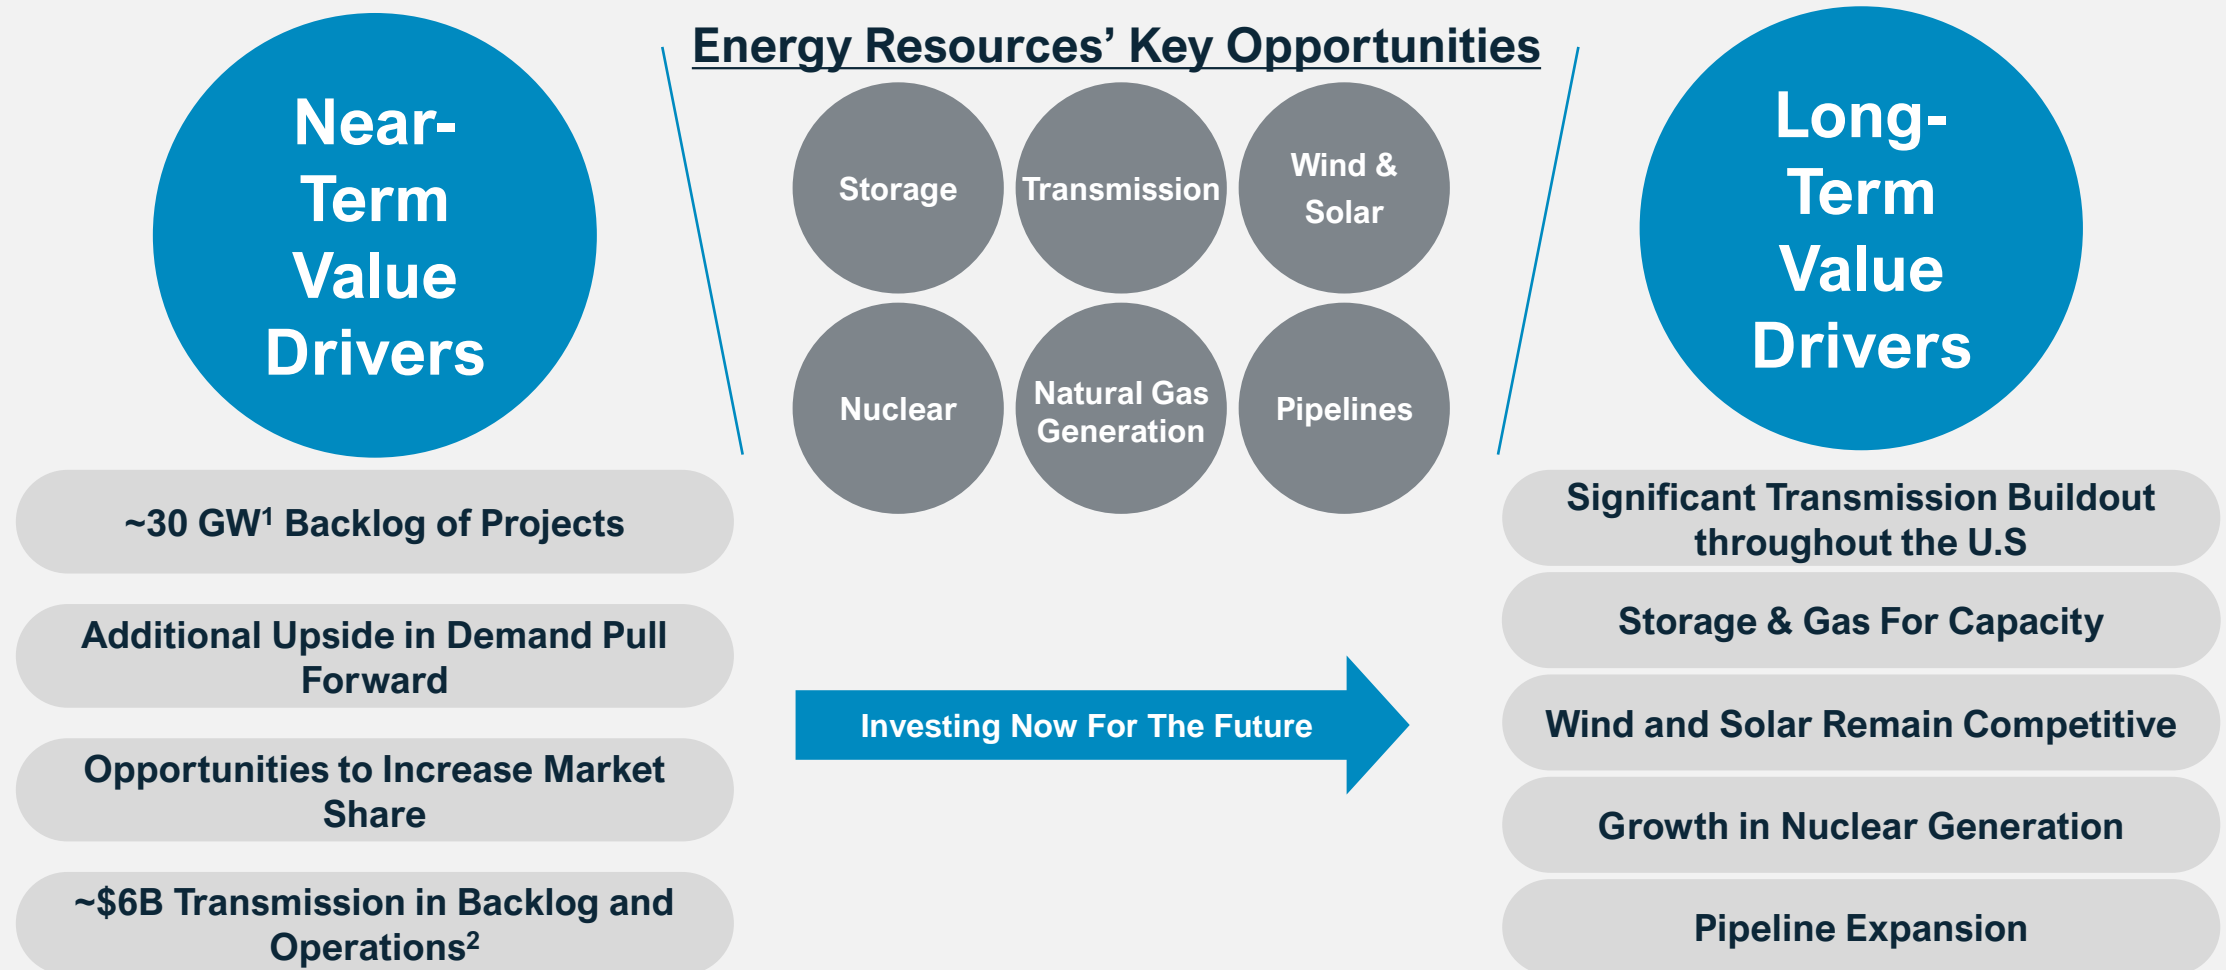 Near-
Term
Value
Drivers
~30 GW¹ Backlog of Projects
Additional Upside in Demand Pull
Forward
Opportunities to Increase Market
Share
~$6B Transmission in Backlog and
Operations²
Energy Resources’ Key Opportunities
Storage
Transmission
Wind &
Solar
Nuclear
Natural Gas
Generation
Pipelines
Investing Now For The Future
Long-
Term
Value
Drivers
Significant Transmission Buildout
throughout the U.S
Storage & Gas For Capacity
Wind and Solar Remain Competitive
Growth in Nuclear Generation
Pipeline Expansion